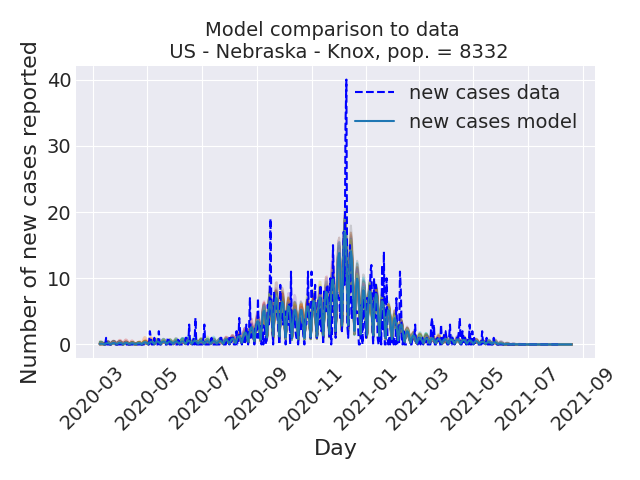 Model comparison to data
US - Nebraska - Knox, pop. = 8332
Number of new cases reported
40
30
20
10
0
new cases data
new cases model
2020-03
2020-05
2020-07
2020-09
2020-11
2021-01
2021-03
2021-05
2021-07
2021-09
Day